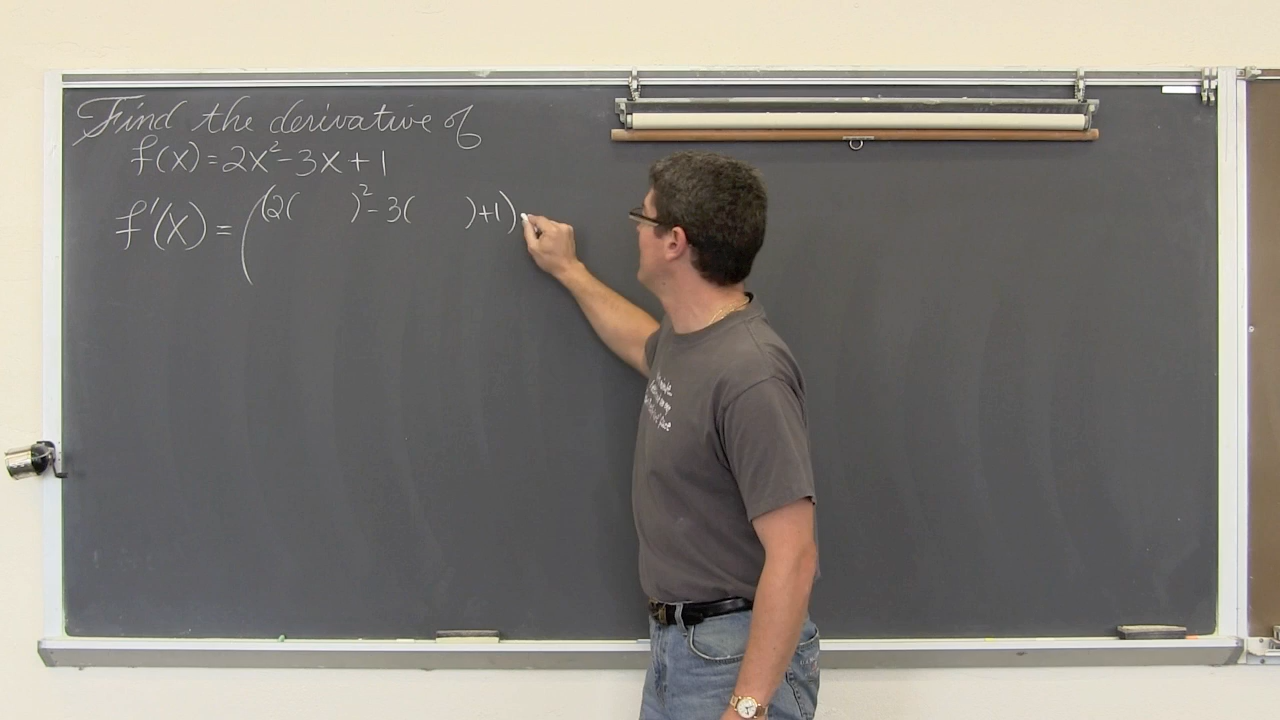 Find the derivative of
f(x)=2x²-3x+1
f'(x)=((2( )²-3( )+1)